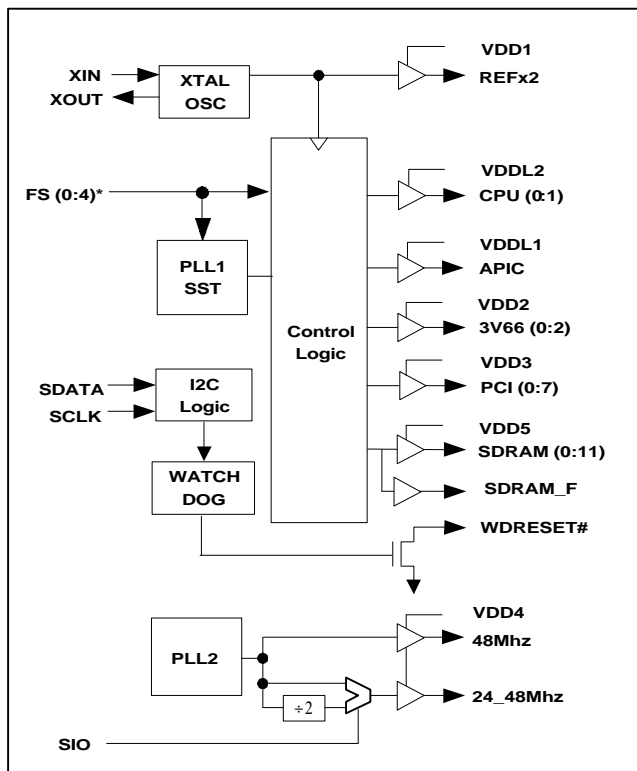 VDD1
XIN
XOUT
XTAL
OSC
REFx2
FS (0:4)*
VDDL2
CPU (0:1)
PLL1
SST
VDDL1
APIC
Control
Logic
VDD2
3V66 (0:2)
VDD3
PCI (0:7)
SDATA
SCLK
I2C
Logic
VDD5
SDRAM (0:11)
WATCH
DOG
SDRAM_F
WDRESET#
VDD4
48Mhz
PLL2
÷2
24_48Mhz
SIO